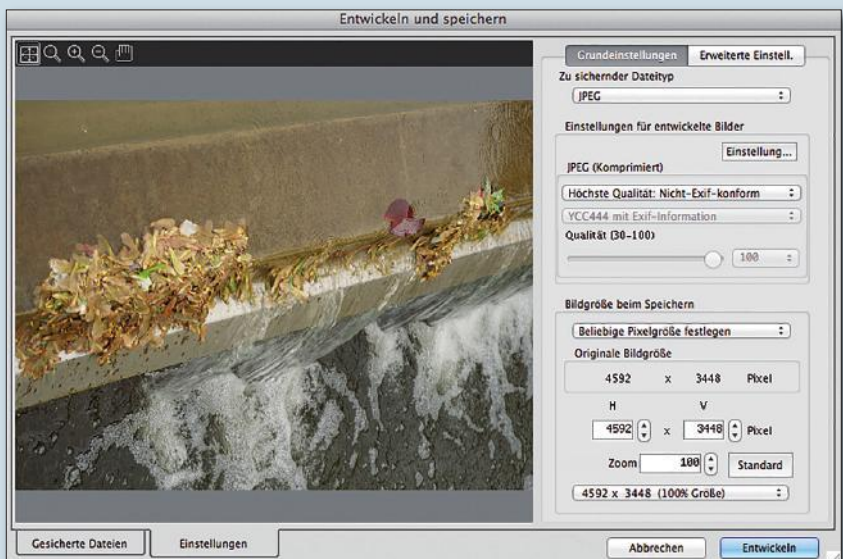 Entwickeln und speichern
Grundeinstellungen
Erweiterte Einstell.
Zu sichernder Dateityp
JPEG
Einstellungen für entwickelte Bilder
Einstellung...
JPEG (Komprimiert)
Höchste Qualität: Nicht-Exif-konform
YCC444 mit Exif-Information
Qualität (30-100)
100
Bildgröße beim Speichern
Beliebige Pixelgröße festlegen
Originale Bildgröße
4592 x 3448 Pixel
H V
4592 x 3448 Pixel
Zoom 100 Standard
4592 x 3448 (100% Größe)
Gesicherte Dateien
Einstellungen
Abbrechen
Entwickeln